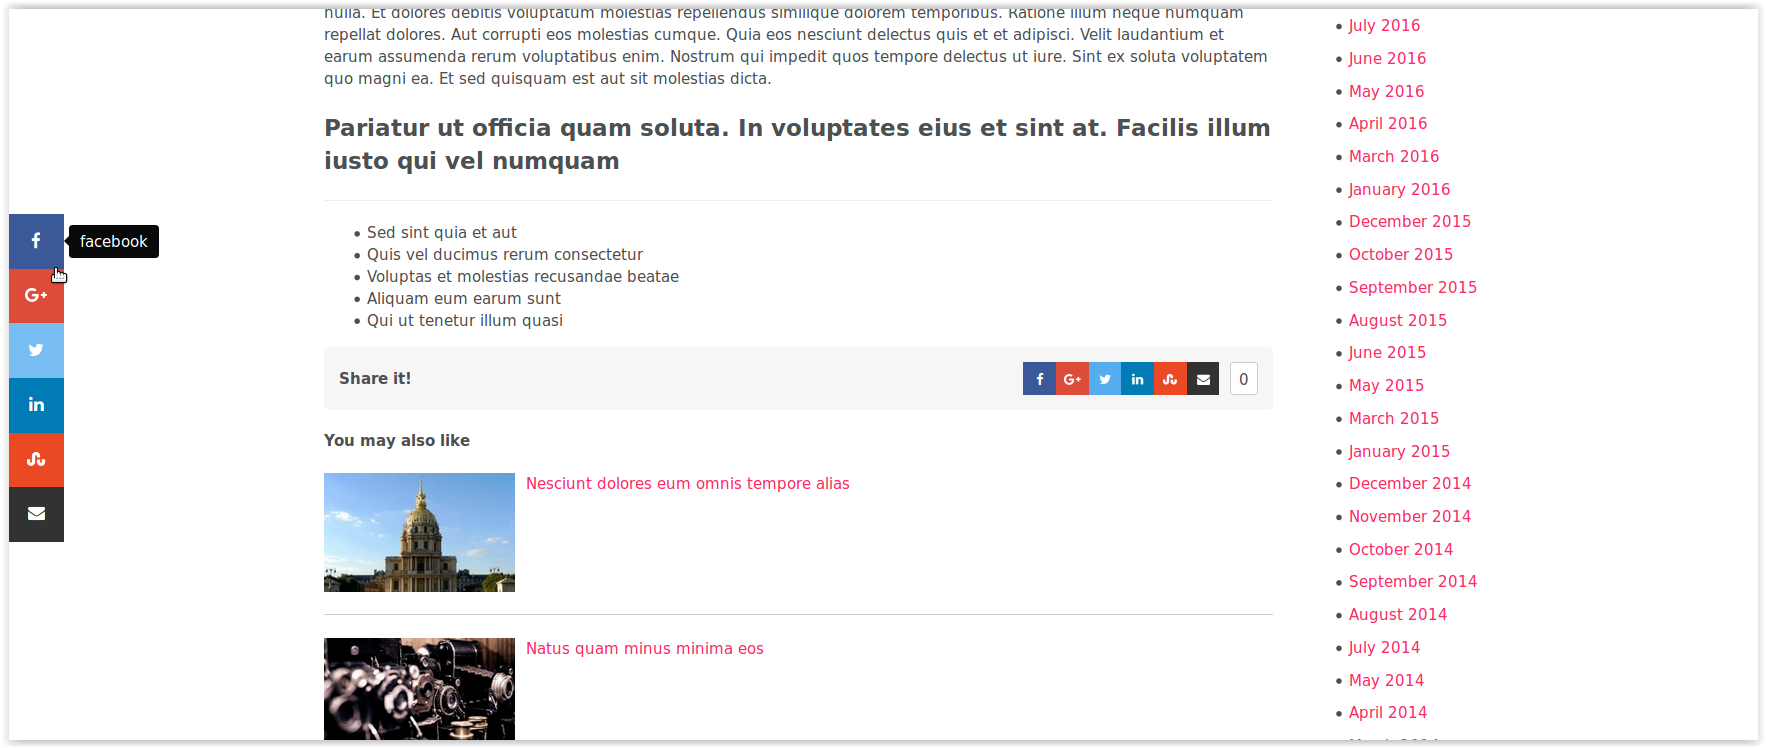 nulla. Et dolores debitis voluptatum molestias repellendus similique dolorem temporibus. Ratione illum neque numquam
repellat dolores. Aut corrupti eos molestias cumque. Quia eos nesciunt delectus quis et et adipisci. Velit laudantium et
earum assumenda rerum voluptatibus enim. Nostrum qui impedit quos tempore delectus ut iure. Sint ex soluta voluptatem
quo magni ea. Et sed quisquam est aut sit molestias dicta.
Pariatur ut officia quam soluta. In voluptates eius et sint at. Facilis illum
iusto qui vel numquam
Sed sint quia et aut
Quis vel ducimus rerum consectetur
Voluptas et molestias recusandae beatae
Aliquam eum earum sunt
Qui ut tenetur illum quasi
Share it!
0
You may also like
Nesciunt dolores eum omnis tempore alias
Natus quam minus minima eos
facebook
July 2016
June 2016
May 2016
April 2016
March 2016
January 2016
December 2015
October 2015
September 2015
August 2015
June 2015
May 2015
March 2015
January 2015
December 2014
November 2014
October 2014
September 2014
August 2014
July 2014
May 2014
April 2014